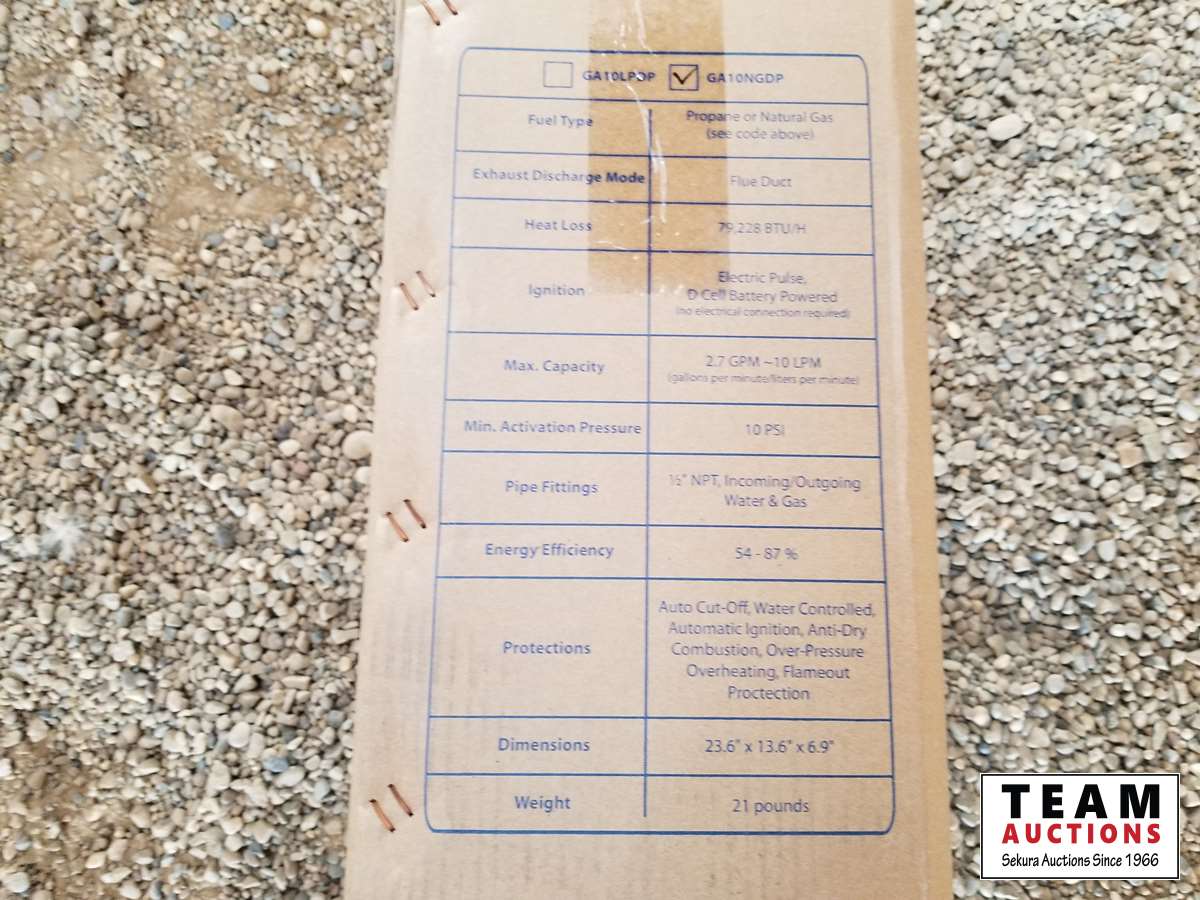 GA10LPDP GA10NGDP
Fuel Type
Propane or Natural Gas
(see code above)
Exhaust Discharge Mode
Flue Duct
Heat Loss
79,228 BTU/H
Ignition
Electric Pulse,
D Cell Battery Powered
(no electrical connection required)
Max. Capacity
2.7 GPM ~10 LPM
(gallons per minute/liters per minute)
Min. Activation Pressure
10 PSI
Pipe Fittings
½" NPT, Incoming/Outgoing
Water & Gas
Energy Efficiency
54 - 87 %
Protections
Auto Cut-Off, Water Controlled,
Automatic Ignition, Anti-Dry
Combustion, Over-Pressure
Overheating, Flameout
Proctection
Dimensions
23.6" x 13.6" x 6.9"
Weight
21 pounds
TEAM
AUCTIONS
Sekura Auctions Since 1966